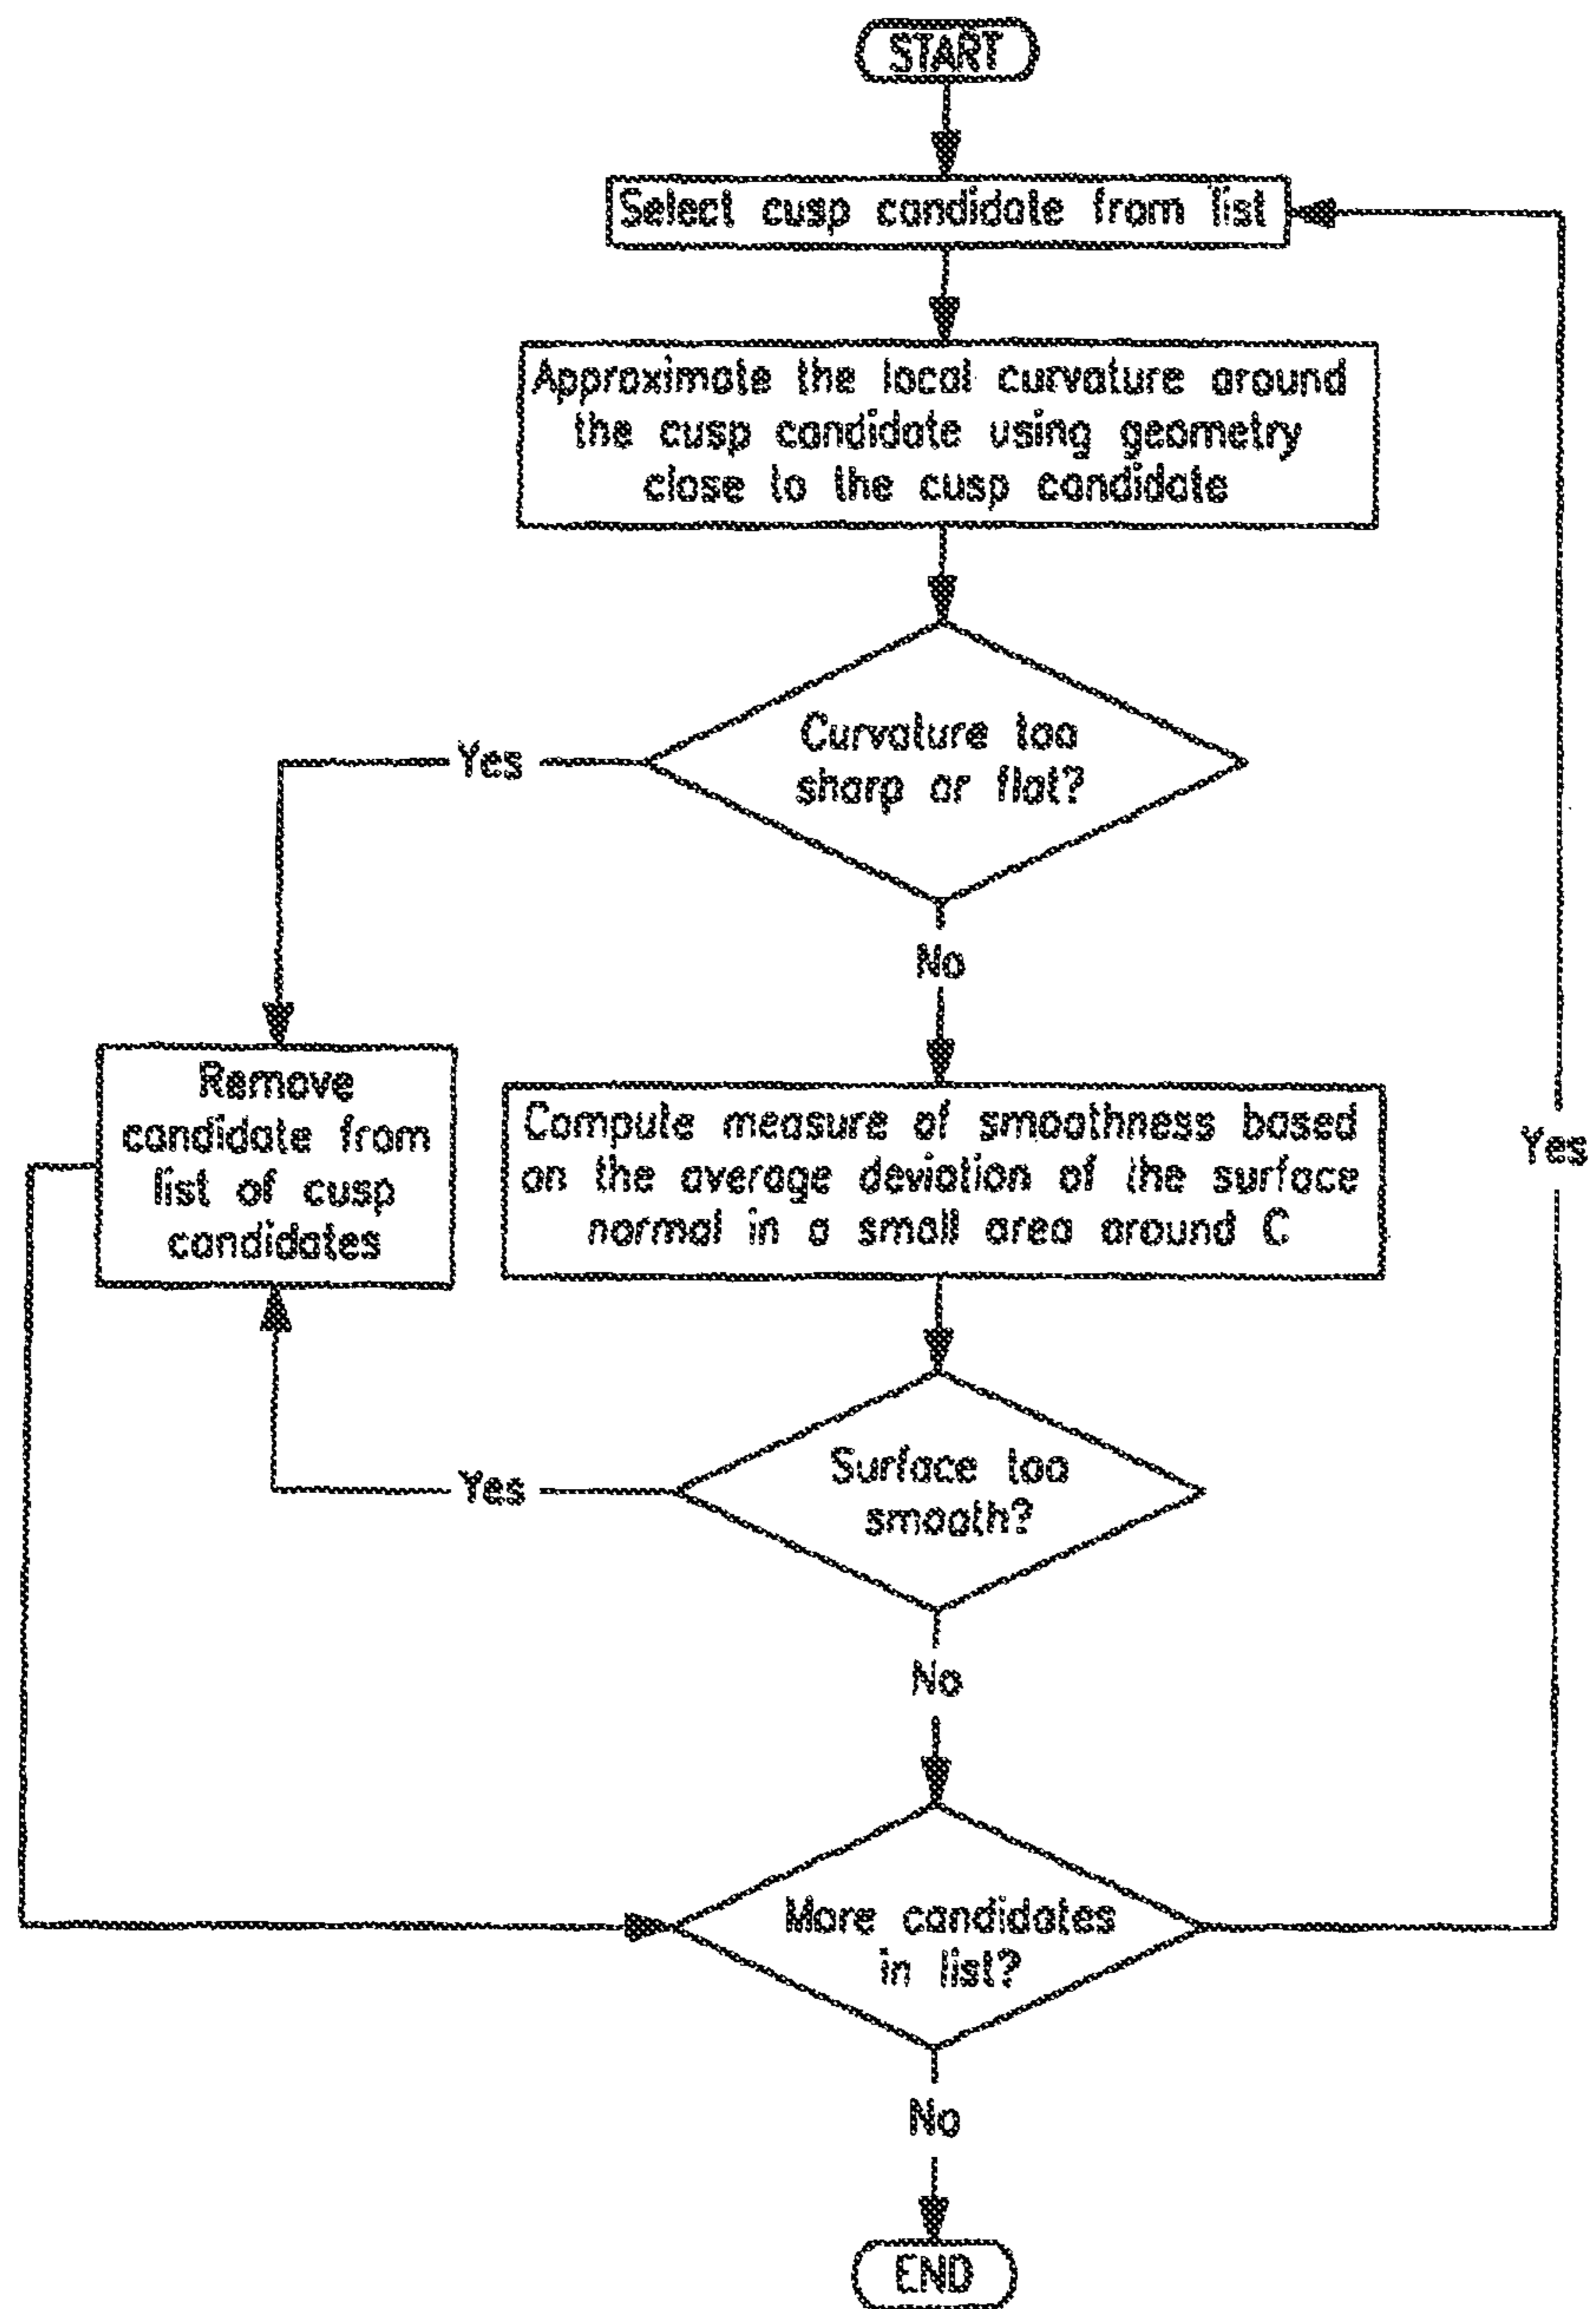 START
Select cusp candidate from list
Approximate the local curvature around
the cusp candidate using geometry
close to the cusp candidate
Curvature too
sharp or flat?
Yes
No
Remove
candidate from
list of cusp
candidates
Compute measure of smoothness based
on the average deviation of the surface
normal in a small area around C
Yes
Surface too
smooth?
Yes
No
More candidates
in list?
No
END